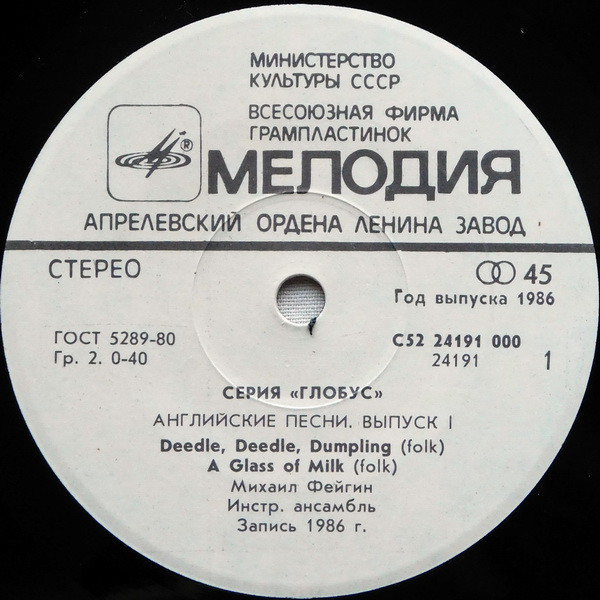 МИНИСТЕРСТВО
КУЛЬТУРЫ СССР
ВСЕСОЮЗНАЯ ФИРМА
ГРАМПЛАСТИНОК
®
МЕЛОДИЯ
АПРЕЛЕВСКИЙ ОРДЕНА ЛЕНИНА ЗАВОД
СТЕРЕО
45
Год выпуска 1986
ГОСТ 5289-80
Гр. 2. 0-40
С52 24191 000
24191 1
СЕРИЯ «ГЛОБУС»
АНГЛИЙСКИЕ ПЕСНИ. ВЫПУСК I
Deedle, Deedle, Dumpling (folk)
A Glass of Milk (folk)
Михаил Фейгин
Инстр. ансамбль
Запись 1986 г.